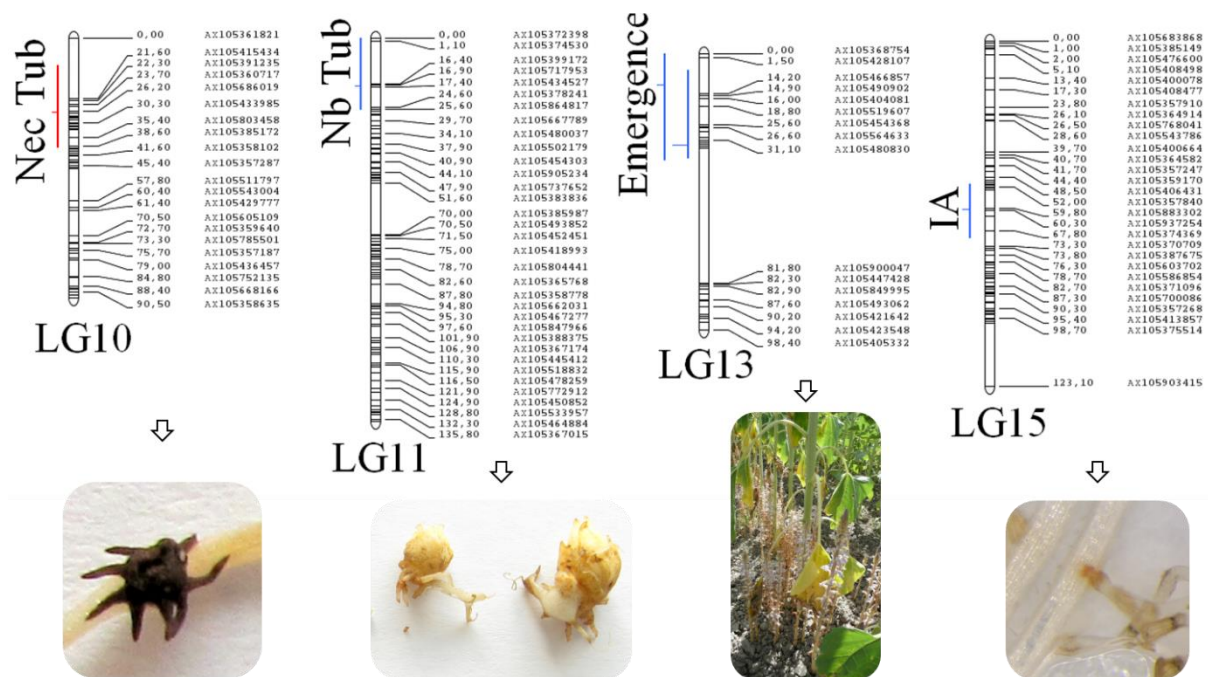 Nec Tub
0,00 AX105361821
21,60 AX105415434
22,30 AX105391235
23,70 AX105360717
26,20 AX105686019
30,30 AX105433985
35,40 AX105803458
38,60 AX105385172
41,60 AX105358102
45,40 AX105357287
57,80 AX105511797
60,40 AX105543004
61,40 AX105429777
70,50 AX105605109
72,70 AX105359640
73,30 AX105785501
75,70 AX105357187
79,00 AX105436457
84,80 AX105752135
88,40 AX105668166
90,50 AX105358635
LG10
Nb Tub
0,00 AX105372398
1,10 AX105374530
16,40 AX105399172
16,90 AX105717953
17,40 AX105434527
24,60 AX105378241
25,60 AX105864817
29,70 AX105667789
34,10 AX105480037
37,90 AX105502179
40,90 AX105454303
44,10 AX105905234
47,90 AX105737652
51,60 AX105383836
70,00 AX105385987
70,50 AX105493852
71,50 AX105452451
75,00 AX105418993
78,70 AX105804441
82,60 AX105365768
87,80 AX105358778
94,80 AX105662031
95,30 AX105467277
97,60 AX105847966
101,90 AX105388375
106,90 AX105367174
110,30 AX105445412
115,90 AX105518832
116,50 AX105478259
121,90 AX105772912
124,90 AX105450852
128,80 AX105533957
132,30 AX105464884
135,80 AX105367015
LG11
Emergence
0,00 AX105368754
1,50 AX105428107
14,20 AX105466857
14,90 AX105490902
16,00 AX105404081
18,80 AX105519607
25,60 AX105454368
26,60 AX105564633
31,10 AX105480830
81,80 AX105900047
82,30 AX105447428
82,90 AX105849995
87,60 AX105493062
90,20 AX105421642
94,20 AX105423548
98,40 AX105405332
LG13
IA
0,00 AX105683868
1,00 AX105385149
2,00 AX105476600
5,10 AX105408498
13,40 AX105400078
17,30 AX105408477
23,80 AX105357910
26,10 AX105364914
26,50 AX105768041
28,60 AX105543786
39,70 AX105400664
40,70 AX105364582
41,70 AX105357247
44,40 AX105359170
48,50 AX105406431
52,00 AX105357840
59,80 AX105883302
60,30 AX105937254
67,80 AX105374369
73,30 AX105370709
73,80 AX105387675
76,30 AX105603702
78,70 AX105586854
82,70 AX105371096
87,30 AX105700086
90,30 AX105357268
95,40 AX105413857
98,70 AX105375514
123,10 AX105903415
LG15